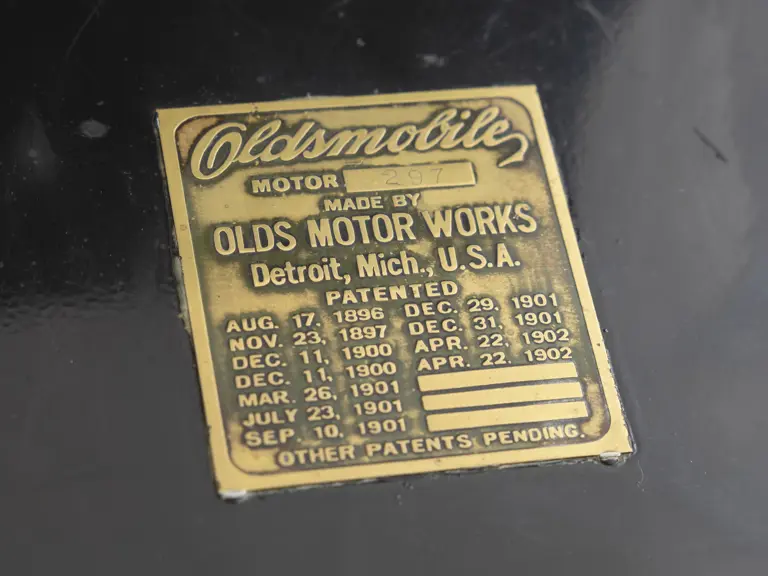 Oldsmobile
MOTOR 297
MADE BY
OLDS MOTOR WORKS
Detroit, Mich., U.S.A.
PATENTED
AUG. 17, 1896 DEC. 29, 1901
NOV. 23, 1897 DEC. 31, 1901
DEC. 11, 1900 APR. 22, 1902
DEC. 11, 1900 APR. 22, 1902
MAR. 26, 1901
JULY 23, 1901
SEP. 10, 1901
OTHER PATENTS PENDING.